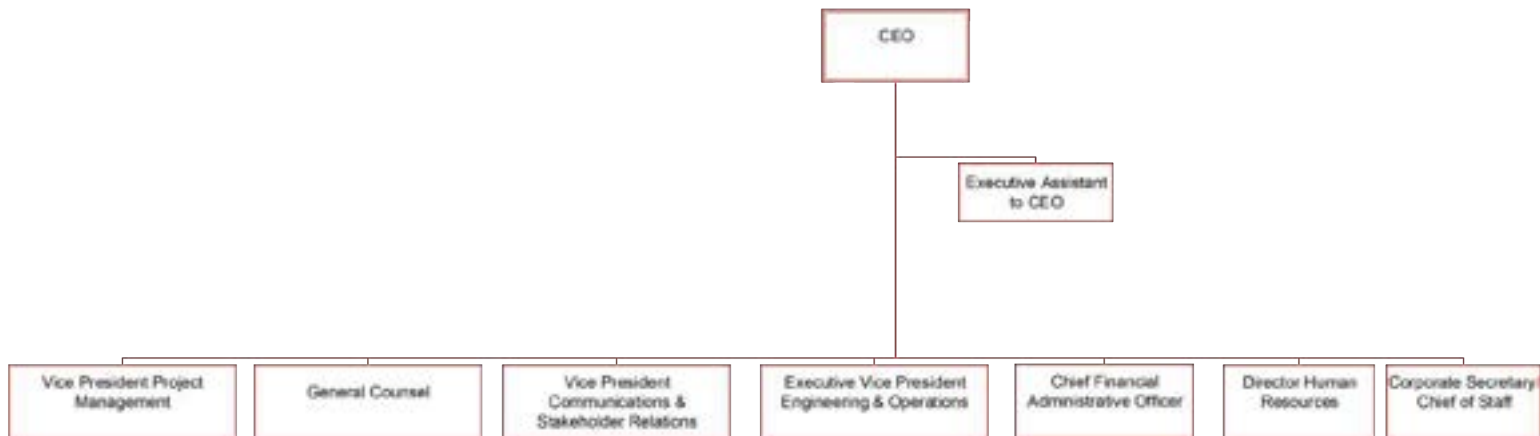 CEO
Executive Assistant
to CEO
Vice President Project
Management
General Counsel
Vice President
Communications &
Stakeholder Relations
Executive Vice President
Engineering & Operations
Chief Financial
Administrative Officer
Director Human
Resources
Corporate Secretary
Chief of Staff